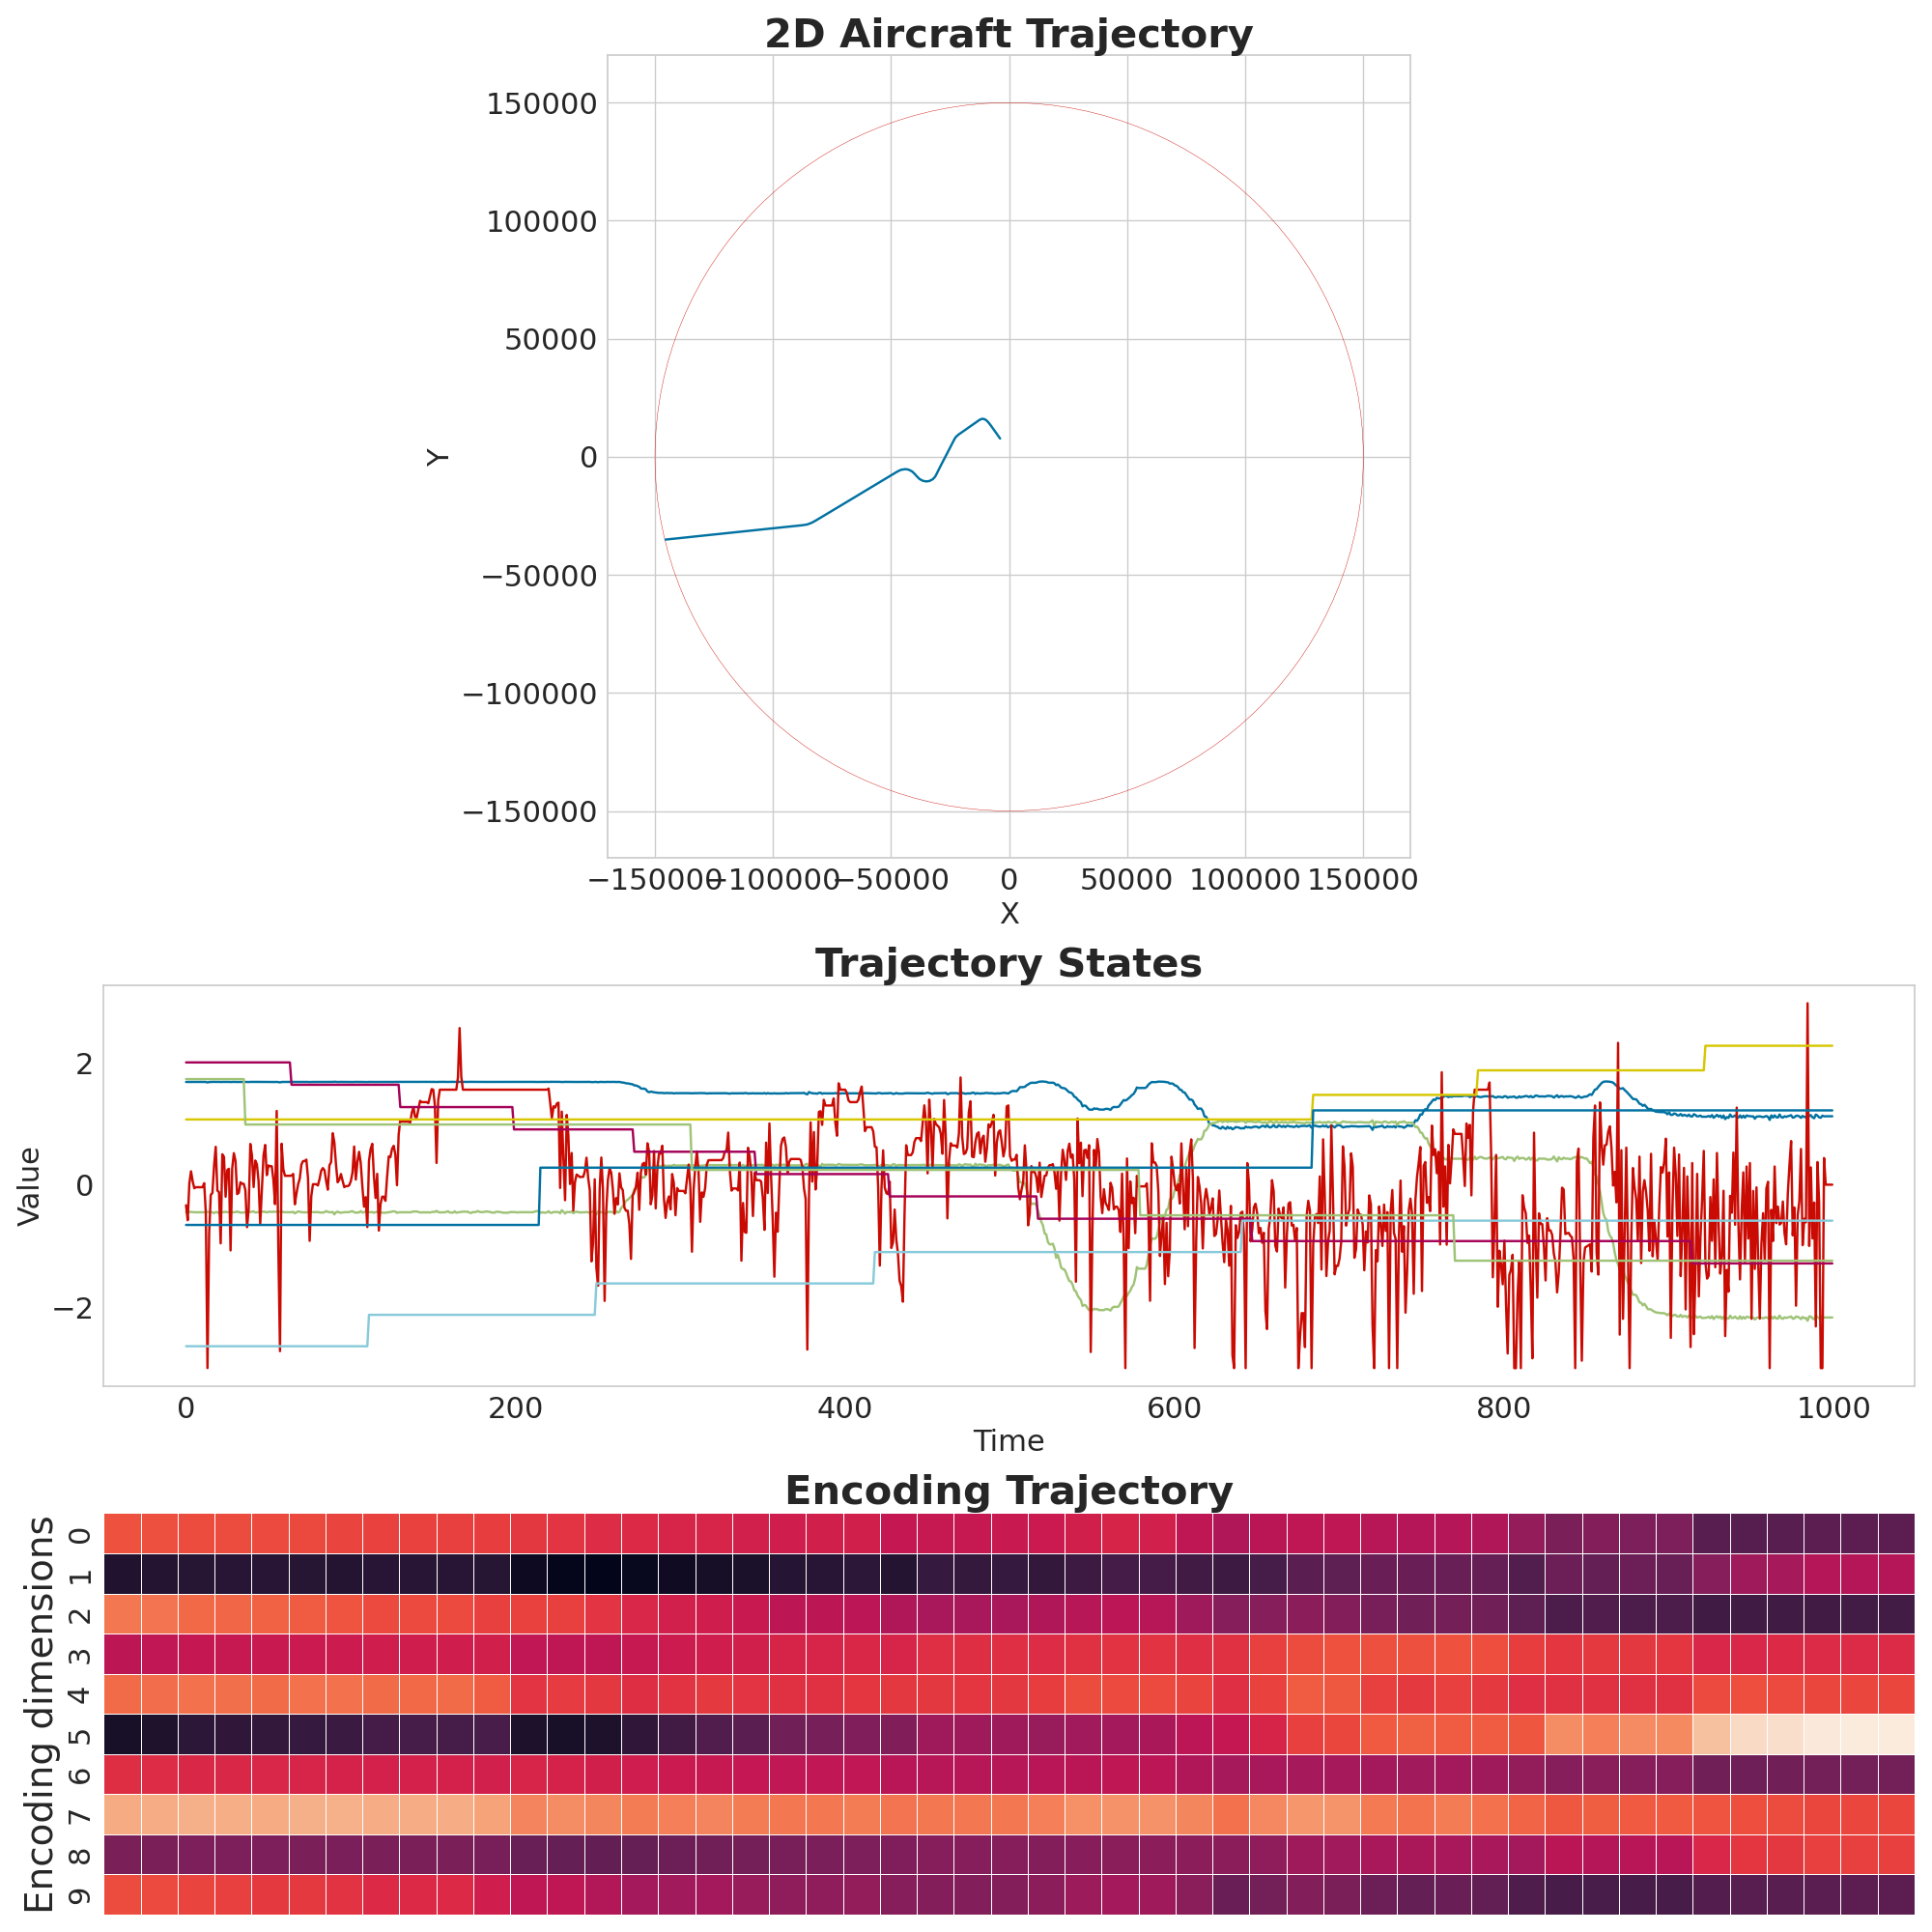 2D Aircraft Trajectory
150000
100000
50000
0
−50000
−100000
−150000
Y
−150000 −100000 −50000 0 50000 100000 150000
X
Trajectory States
2
0
−2
Value
0 200 400 600 800 1000
Time
Encoding Trajectory
Encoding dimensions
0
1
2
3
4
5
6
7
8
9